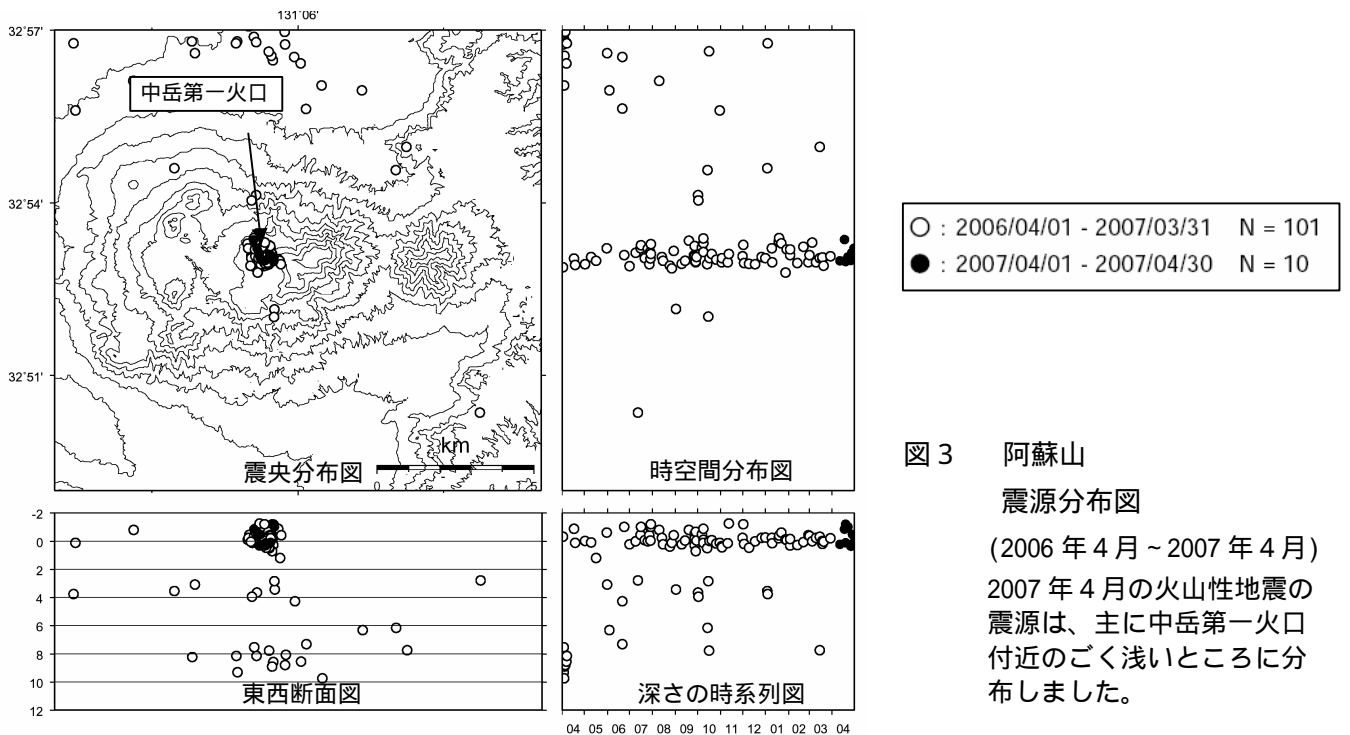 131°06'
32°57'
中岳第一火口
32°54'
32°51'
km
0
震央分布図
時空間分布図
○ : 2006/04/01 - 2007/03/31 N = 101
● : 2007/04/01 - 2007/04/30 N = 10
-2
0
2
4
6
8
10
12
東西断面図
深さの時系列図
04 05 06 07 08 09 10 11 12 01 02 03 04
図3 阿蘇山
震源分布図
(2006年4月~2007年4月)
2007年4月の火山性地震の
震源は、主に中岳第一火口
付近のごく浅いところに分
布しました。